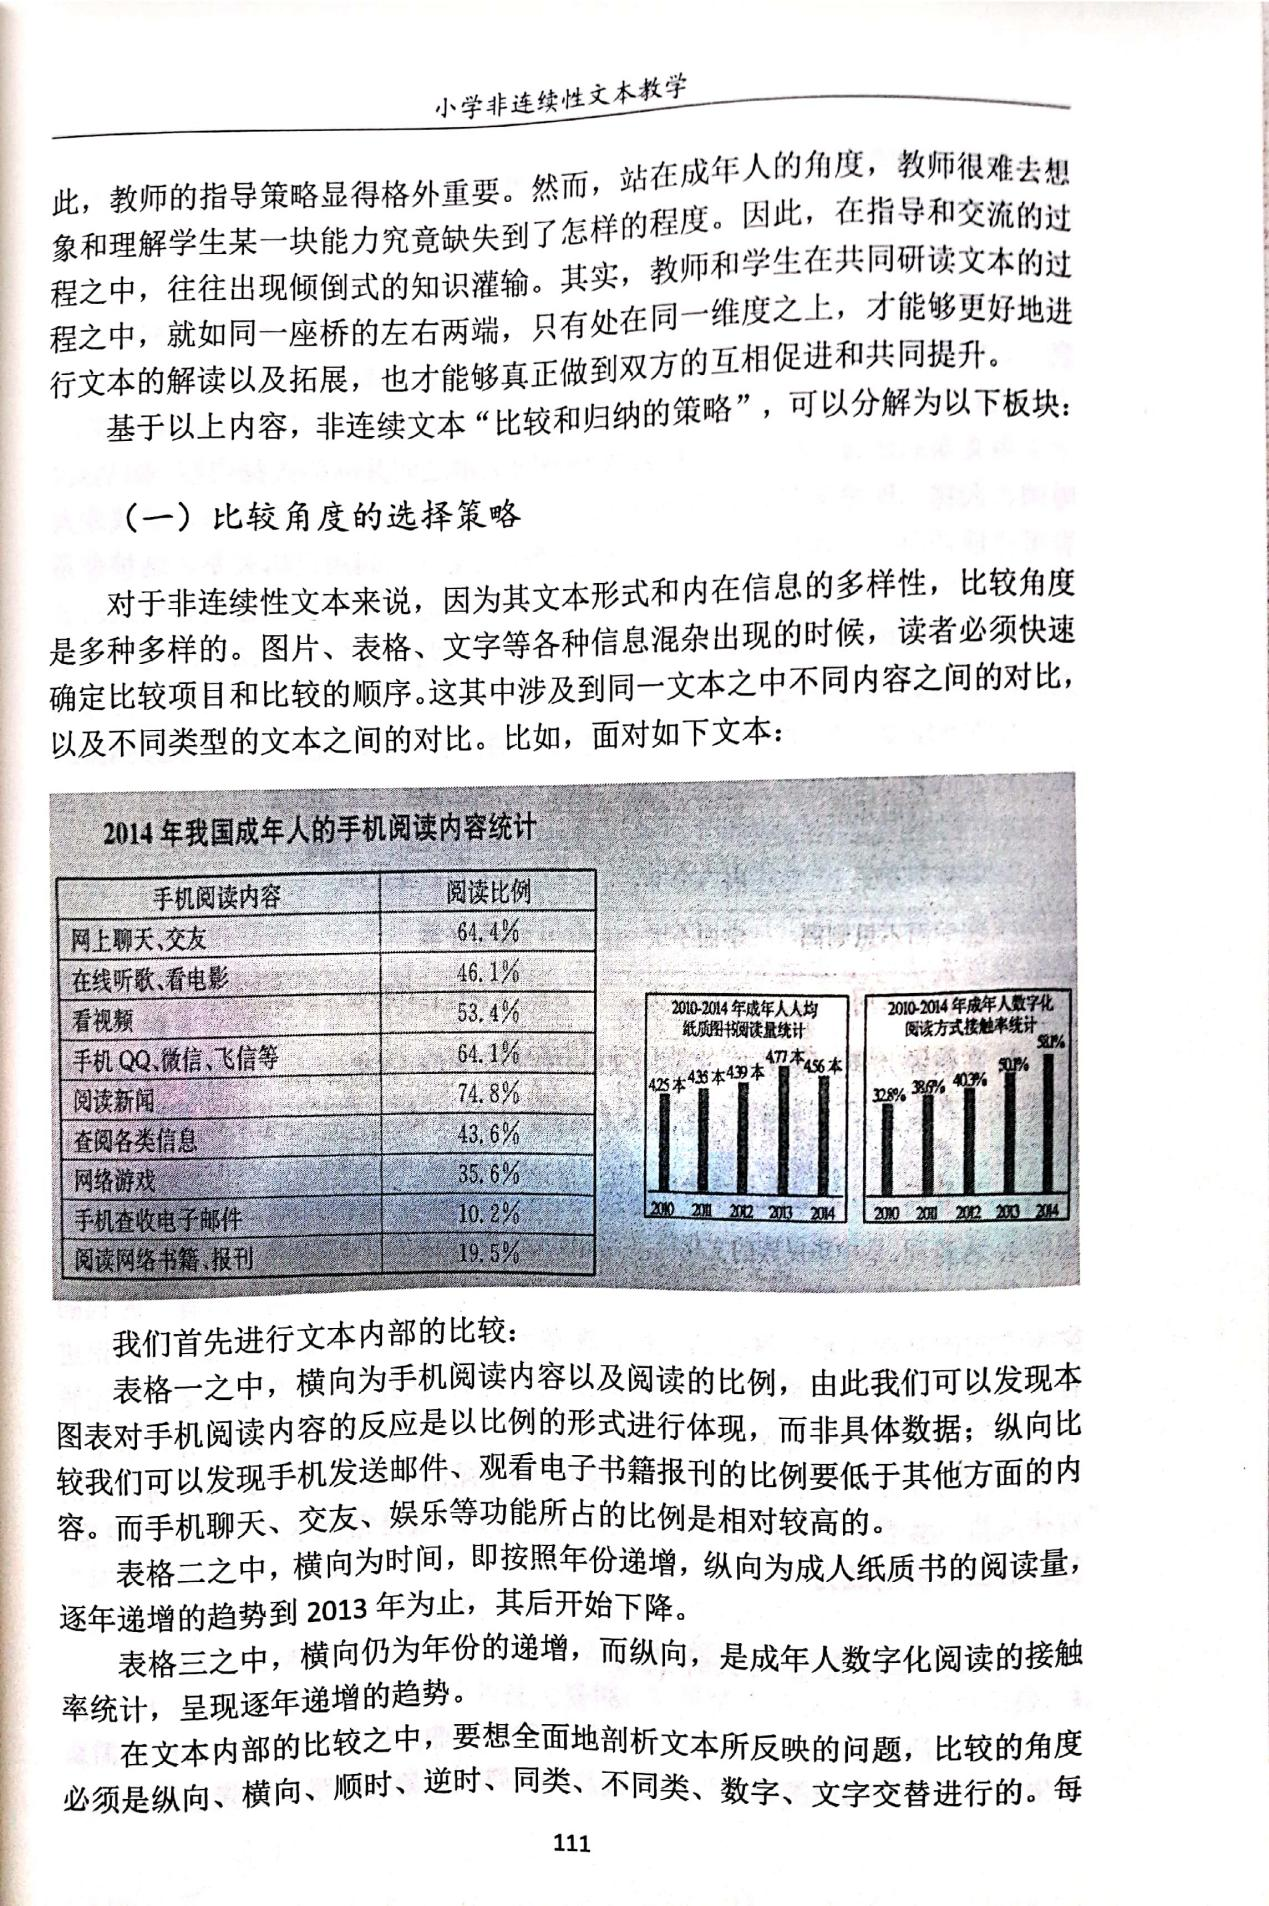 小学非连续性文本教学
此，教师的指导策略显得格外重要。然而，站在成年人的角度，教师很难去想
象和理解学生某一块能力究竟缺失到了怎样的程度。因此，在指导和交流的过
程之中，往往出现倾倒式的知识灌输。其实，教师和学生在共同研读文本的过
程之中，就如同一座桥的左右两端，只有处在同一维度之上，才能够更好地进
行文本的解读以及拓展，也才能够真正做到双方的互相促进和共同提升。
基于以上内容，非连续文本“比较和归纳的策略”，可以分解为以下板块：
（一）比较角度的选择策略
对于非连续性文本来说，因为其文本形式和内在信息的多样性，比较角度
是多种多样的。图片、表格、文字等各种信息混杂出现的时候，读者必须快速
确定比较项目和比较的顺序。这其中涉及到同一文本之中不同内容之间的对比，
以及不同类型的文本之间的对比。比如，面对如下文本：
2014年我国成年人的手机阅读内容统计
手机阅读内容 阅读比例
网上聊天、交友 64.4%
在线听歌、看电影 46.1%
看视频 53.4%
手机QQ、微信、飞信等 64.1%
阅读新闻 74.8%
查阅各类信息 43.6%
网络游戏 35.6%
手机查收电子邮件 10.2%
阅读网络书籍、报刊 19.5%
2010-2014年成年人人均
纸质图书阅读量统计
4.25本 4.35本 4.39本 4.77本 4.56本
2010 2011 2012 2013 2014
2010-2014年成年人数字化
阅读方式接触率统计
32.8% 38.6% 40.3% 50.1% 58.1%
2010 2011 2012 2013 2014
我们首先进行文本内部的比较：
表格一之中，横向为手机阅读内容以及阅读的比例，由此我们可以发现本
图表对手机阅读内容的反应是以比例的形式进行体现，而非具体数据；纵向比
较我们可以发现手机发送邮件、观看电子书籍报刊的比例要低于其他方面的内
容。而手机聊天、交友、娱乐等功能所占的比例是相对较高的。
表格二之中，横向为时间，即按照年份递增，纵向为成人纸质书的阅读量，
逐年递增的趋势到2013年为止，其后开始下降。
表格三之中，横向仍为年份的递增，而纵向，是成年人数字化阅读的接触
率统计，呈现逐年递增的趋势。
在文本内部的比较之中，要想全面地剖析文本所反映的问题，比较的角度
必须是纵向、横向、顺时、逆时、同类、不同类、数字、文字交替进行的。每
111